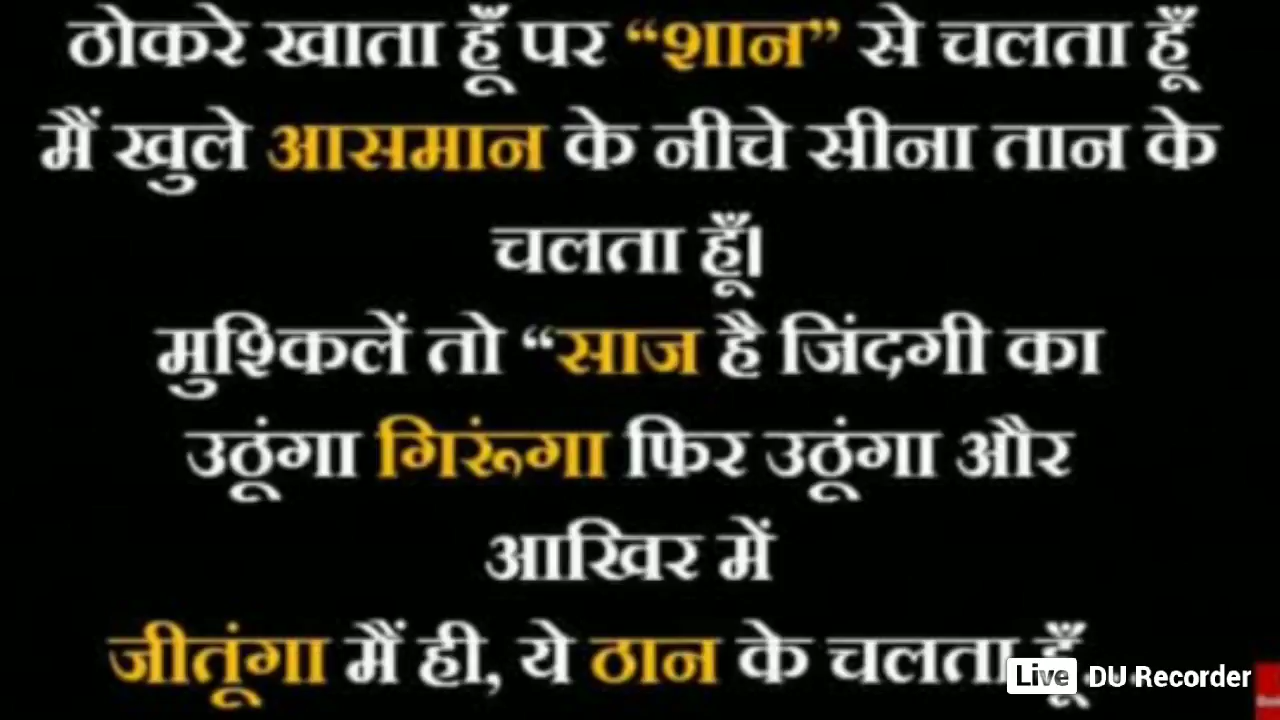 ठोकरे खाता हूँ पर “शान” से चलता हूँ
मैं खुले आसमान के नीचे सीना तान के
चलता हूँ।
मुश्किलें तो “साज है जिंदगी का
उठूंगा गिरूंगा फिर उठूंगा और
आखिर में
जीतूंगा मैं ही, ये ठान के चलता हूँ
Live DU Recorder